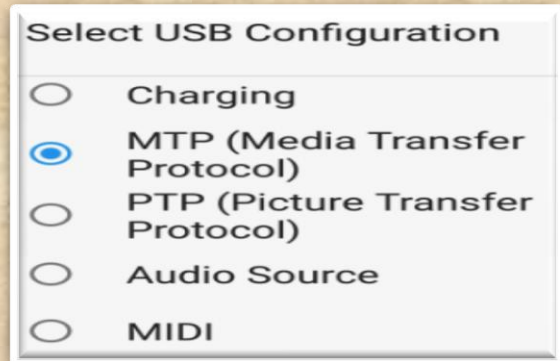 Select USB Configuration
Charging
MTP (Media Transfer
Protocol)
PTP (Picture Transfer
Protocol)
Audio Source
MIDI